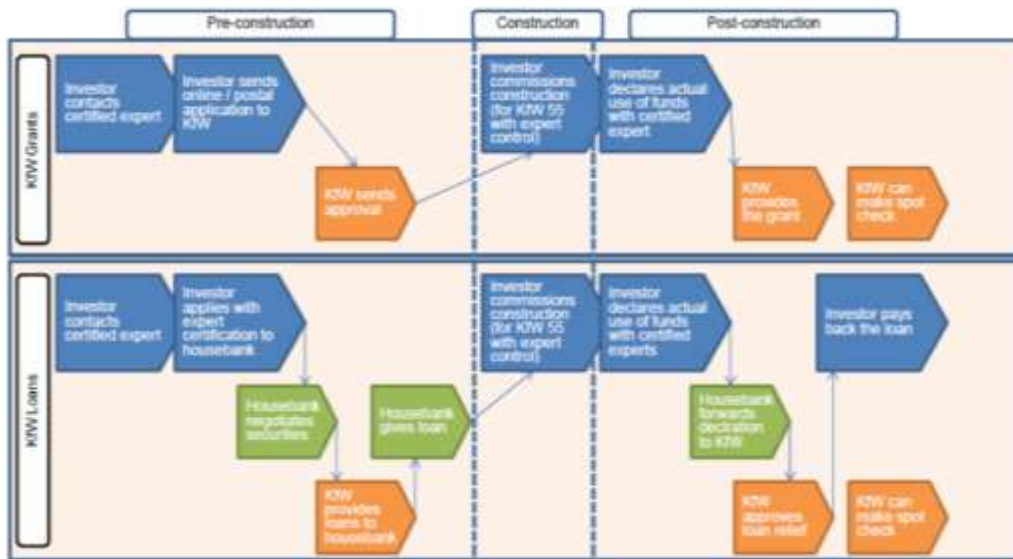 Pre-construction
Construction
Post-construction
KfW Grants
Investor
contacts
certified expert
Investor sends
online / postal
application to
KfW
KfW sends
approval
Investor
commissions
construction
(for KfW 55
with expert
control)
Investor
declares actual
use of funds
with certified
expert
KfW
provides
the grant
KfW can
make spot
check
KfW Loans
Investor
contacts
certified expert
Investor
applies with
expert
certification to
housebank
Housebank
negotiates
securities
KfW
provides
loans to
housebank
Housebank
gives loan
Investor
commissions
construction
(for KfW 55
with expert
control)
Investor
declares actual
use of funds
with certified
experts
Housebank
forwards
declration
to KfW
KfW
approves
loan relief
Investor pays
back the loan
KfW can
make spot
check